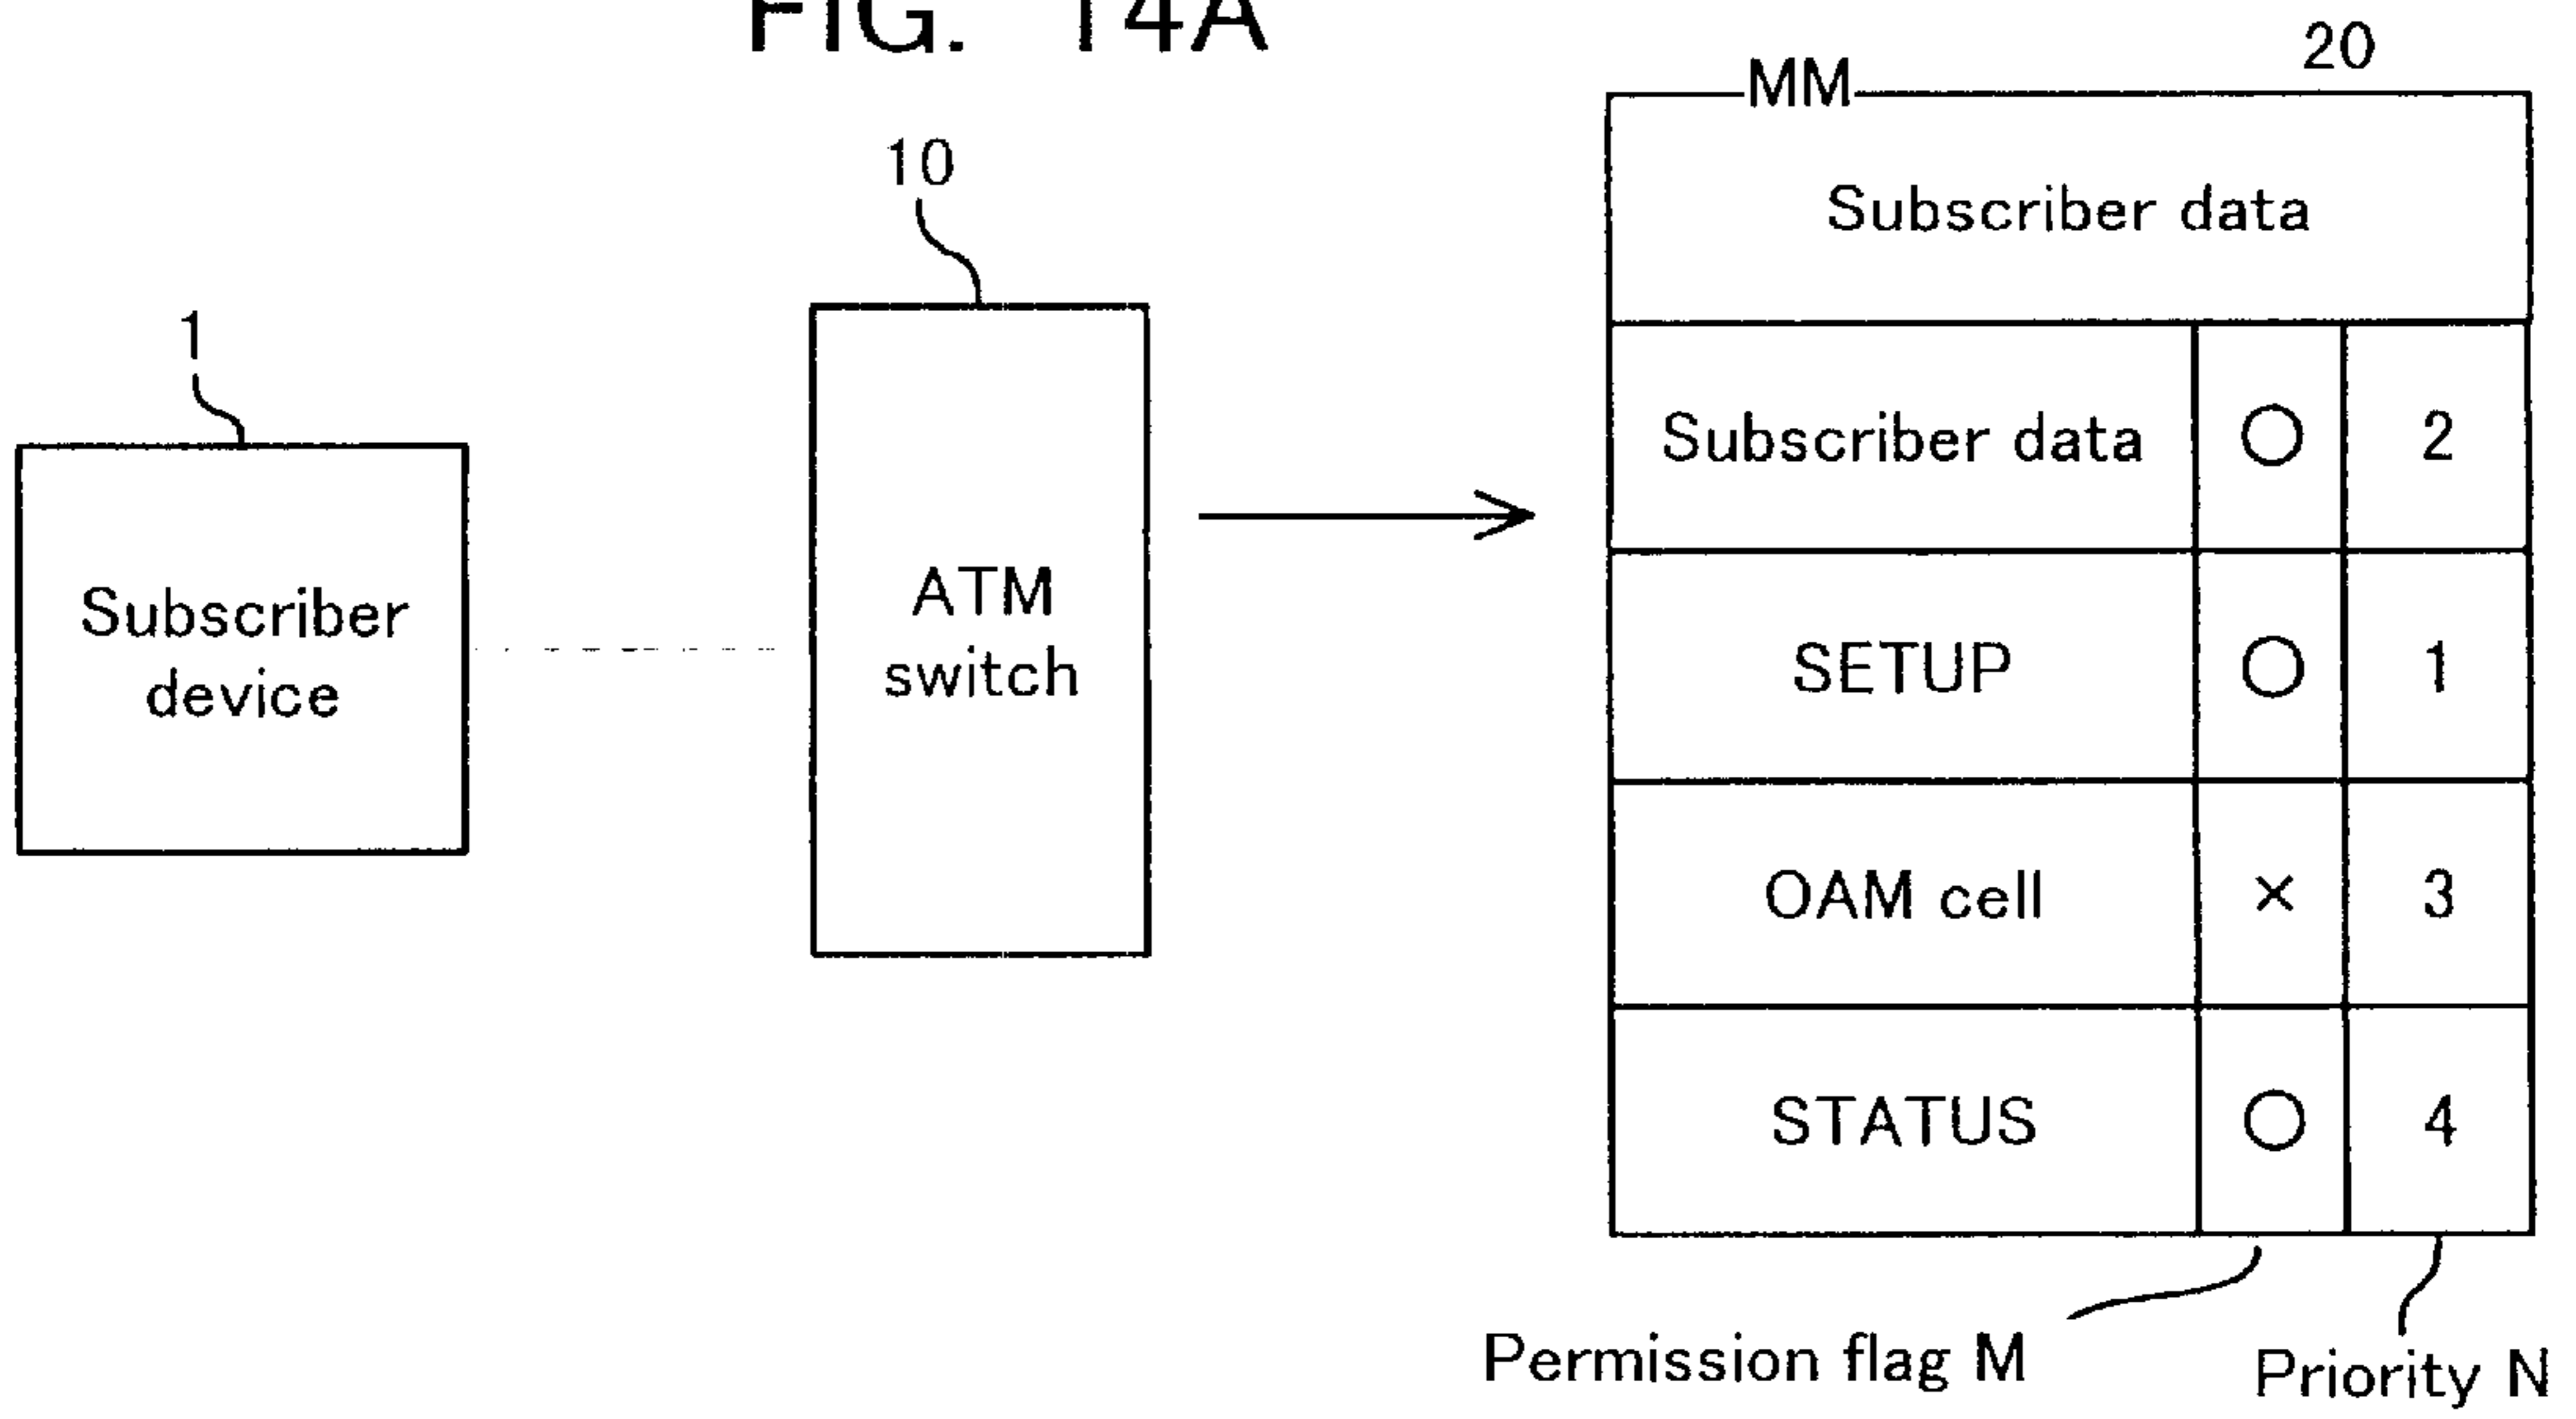 FIG. 14A
20
MM
10
1
Subscriber data
Subscriber data ○ 2
SETUP ○ 1
OAM cell × 3
STATUS ○ 4
Subscriber
device
ATM
switch
Permission flag M
Priority N